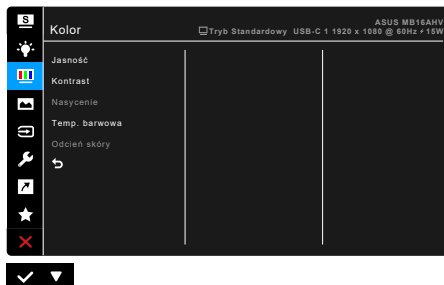 S
Kolor
ASUS MB16AHV
Tryb Standardowy USB-C 1 1920 x 1080 @ 60Hz 15W
Jasność
Kontrast
Nasycenie
Temp. barwowa
Odcień skóry